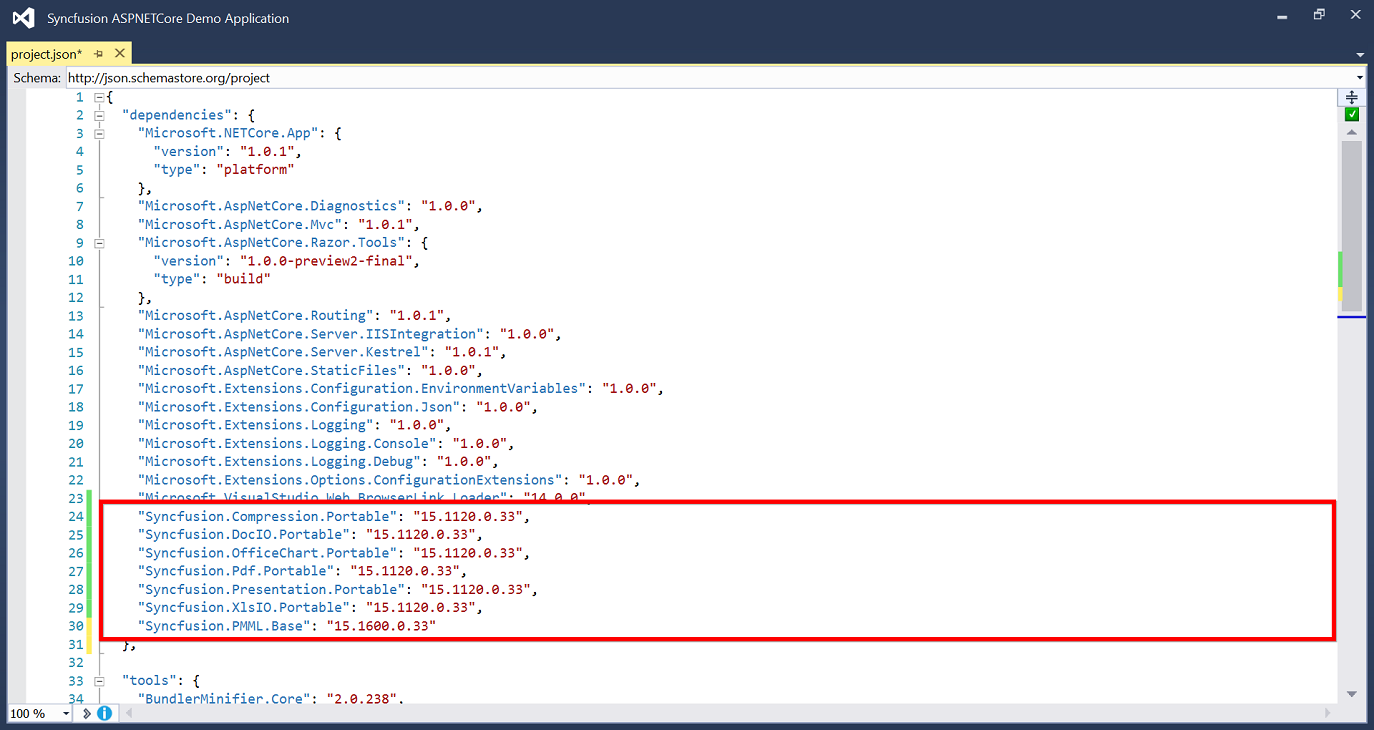 Syncfusion ASPNETCore Demo Application
project.json*
Schema: http://json.schemastore.org/project
1 {
2 "dependencies": {
3 "Microsoft.NETCore.App": {
4 "version": "1.0.1",
5 "type": "platform"
6 },
7 "Microsoft.AspNetCore.Diagnostics": "1.0.0",
8 "Microsoft.AspNetCore.Mvc": "1.0.1",
9 "Microsoft.AspNetCore.Razor.Tools": {
10 "version": "1.0.0-preview2-final",
11 "type": "build"
12 },
13 "Microsoft.AspNetCore.Routing": "1.0.1",
14 "Microsoft.AspNetCore.Server.IISIntegration": "1.0.0",
15 "Microsoft.AspNetCore.Server.Kestrel": "1.0.1",
16 "Microsoft.AspNetCore.StaticFiles": "1.0.0",
17 "Microsoft.Extensions.Configuration.EnvironmentVariables": "1.0.0",
18 "Microsoft.Extensions.Configuration.Json": "1.0.0",
19 "Microsoft.Extensions.Logging": "1.0.0",
20 "Microsoft.Extensions.Logging.Console": "1.0.0",
21 "Microsoft.Extensions.Logging.Debug": "1.0.0",
22 "Microsoft.Extensions.Options.ConfigurationExtensions": "1.0.0",
23 "Microsoft.VisualStudio.Web.BrowserLink.Loader": "14.0.0",
24 "Syncfusion.Compression.Portable": "15.1120.0.33",
25 "Syncfusion.DocIO.Portable": "15.1120.0.33",
26 "Syncfusion.OfficeChart.Portable": "15.1120.0.33",
27 "Syncfusion.Pdf.Portable": "15.1120.0.33",
28 "Syncfusion.Presentation.Portable": "15.1120.0.33",
29 "Syncfusion.XlsIO.Portable": "15.1120.0.33",
30 "Syncfusion.PMML.Base": "15.1600.0.33"
31 },
32
33 "tools": {
34 "BundlerMinifier.Core": "2.0.238",
100 %